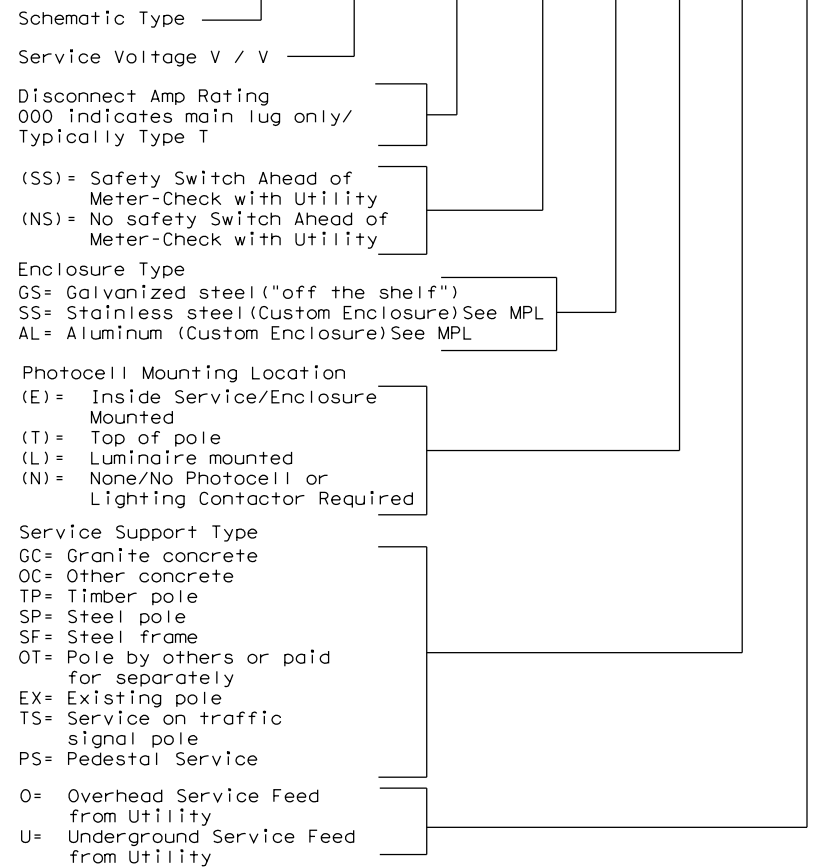 Schematic Type
Service Voltage V / V
Disconnect Amp Rating
000 indicates main lug only/
Typically Type T
(SS)= Safety Switch Ahead of
Meter-Check with Utility
(NS)= No safety Switch Ahead of
Meter-Check with Utility
Enclosure Type
GS= Galvanized steel("off the shelf")
SS= Stainless steel(Custom Enclosure)See MPL
AL= Aluminum (Custom Enclosure)See MPL
Photocell Mounting Location
(E)= Inside Service/Enclosure
Mounted
(T)= Top of pole
(L)= Luminaire mounted
(N)= None/No Photocell or
Lighting Contactor Required
Service Support Type
GC= Granite concrete
OC= Other concrete
TP= Timber pole
SP= Steel pole
SF= Steel frame
OT= Pole by others or paid
for separately
EX= Existing pole
TS= Service on traffic
signal pole
PS= Pedestal Service
O= Overhead Service Feed
from Utility
U= Underground Service Feed
from Utility